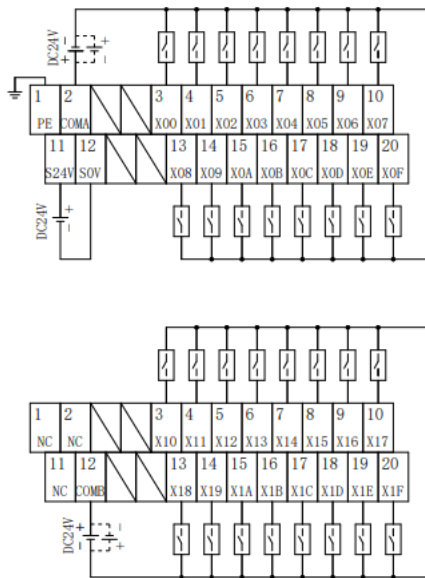 DC24V
- + - +
+ -
1 2 3 4 5 6 7 8 9 10
PE COMA X00 X01 X02 X03 X04 X05 X06 X07
11 12 13 14 15 16 17 18 19 20
S24V S0V X08 X09 X0A X0B X0C X0D X0E X0F
DC24V
+
-
1 2 3 4 5 6 7 8 9 10
NC NC X10 X11 X12 X13 X14 X15 X16 X17
11 12 13 14 15 16 17 18 19 20
NC COMB X18 X19 X1A X1B X1C X1D X1E X1F
DC24V
+ -
- +